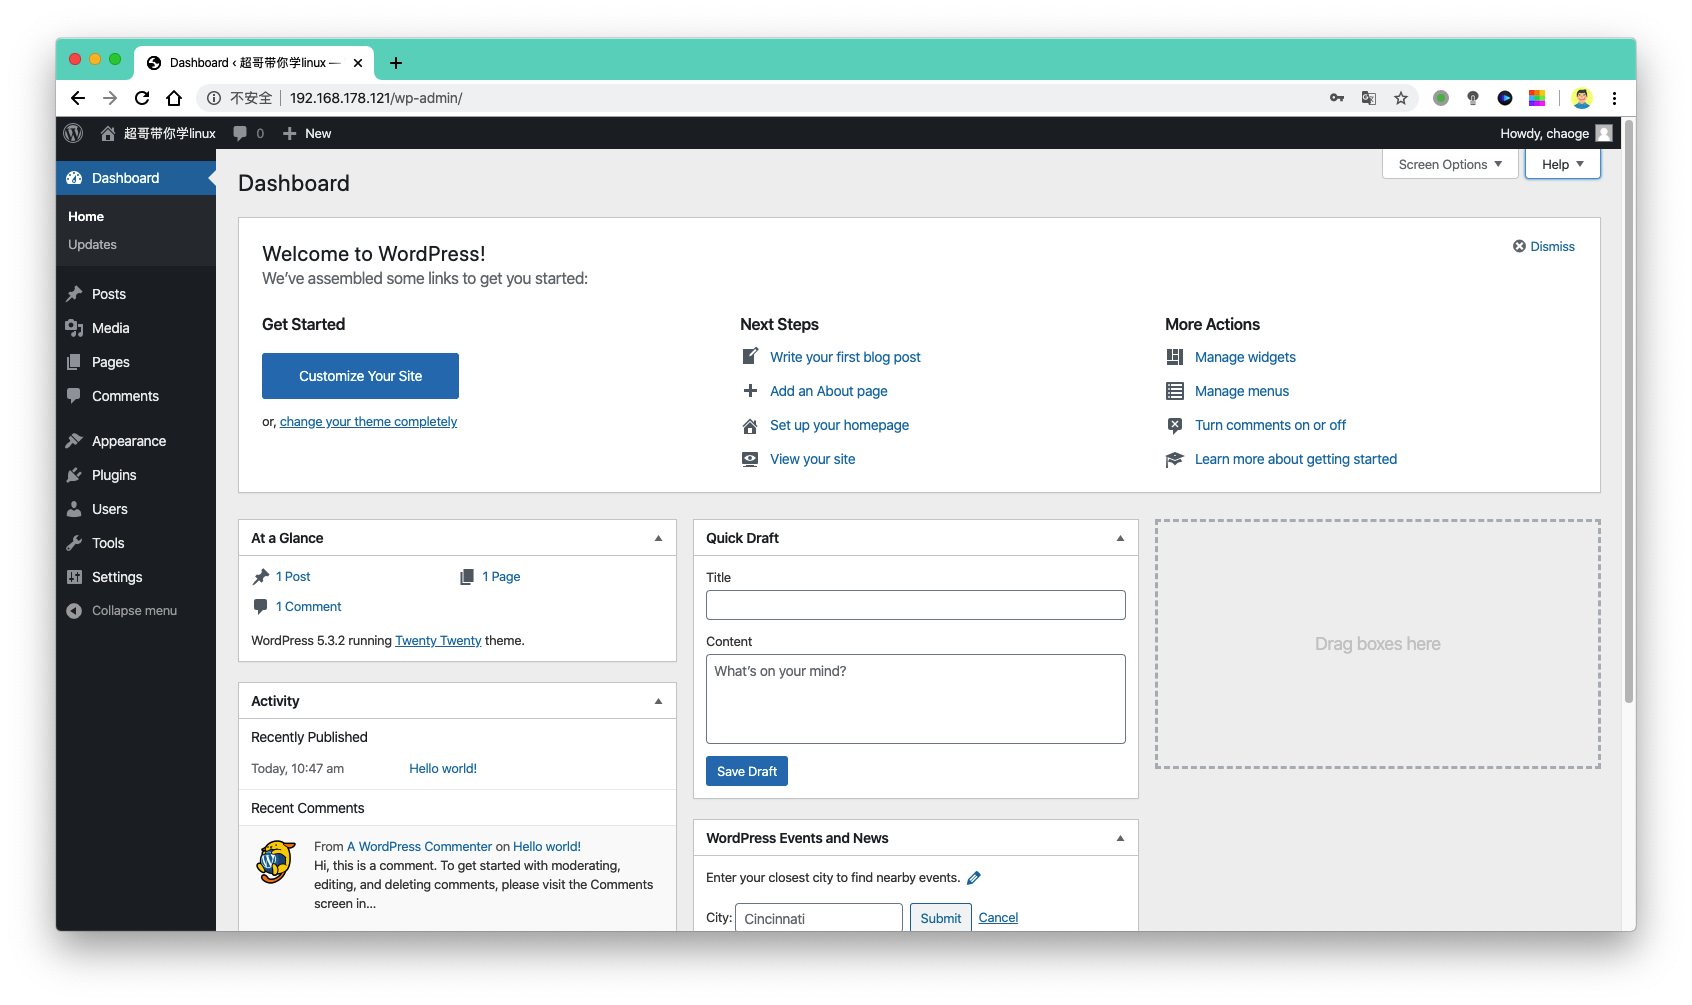 Dashboard ‹ 超哥带你学linux —
不安全 192.168.178.121/wp-admin/
超哥带你学linux 0 New Howdy, chaoge
Screen Options Help
Dashboard
Home
Updates
Posts
Media
Pages
Comments
Appearance
Plugins
Users
Tools
Settings
Collapse menu
Dashboard
Welcome to WordPress!
Dismiss
We’ve assembled some links to get you started:
Get Started
Customize Your Site
or, change your theme completely
Next Steps
Write your first blog post
Add an About page
Set up your homepage
View your site
More Actions
Manage widgets
Manage menus
Turn comments on or off
Learn more about getting started
At a Glance
1 Post 1 Page
1 Comment
WordPress 5.3.2 running Twenty Twenty theme.
Activity
Recently Published
Today, 10:47 am Hello world!
Recent Comments
From A WordPress Commenter on Hello world!
Hi, this is a comment. To get started with moderating,
editing, and deleting comments, please visit the Comments
screen in…
Quick Draft
Title
Content
What’s on your mind?
Save Draft
WordPress Events and News
Enter your closest city to find nearby events.
City: Cincinnati Submit Cancel
Drag boxes here